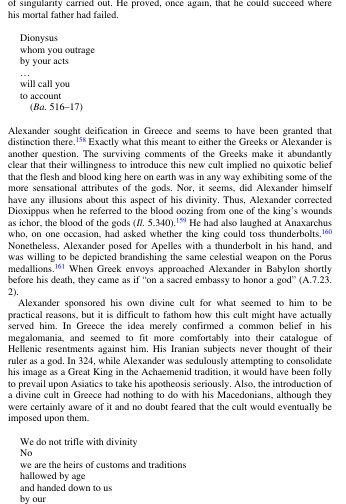 of singularity carried out. He proved, once again, that he could succeed where
his mortal father had failed.
Dionysus
whom you outrage
by your acts
…
will call you
to account
(Ba. 516–17)
Alexander sought deification in Greece and seems to have been granted that
distinction there.158 Exactly what this meant to either the Greeks or Alexander is
another question. The surviving comments of the Greeks make it abundantly
clear that their willingness to introduce this new cult implied no quixotic belief
that the flesh and blood king here on earth was in any way exhibiting some of the
more sensational attributes of the gods. Nor, it seems, did Alexander himself
have any illusions about this aspect of his divinity. Thus, Alexander corrected
Dioxippus when he referred to the blood oozing from one of the king's wounds
as ichor, the blood of the gods (Il. 5.340).159 He had also laughed at Anaxarchus
who, on one occasion, had asked whether the king could toss thunderbolts.160
Nonetheless, Alexander posed for Apelles with a thunderbolt in his hand, and
was willing to be depicted brandishing the same celestial weapon on the Porus
medallions.161 When Greek envoys approached Alexander in Babylon shortly
before his death, they came as if “on a sacred embassy to honor a god” (A.7.23.
2).
Alexander sponsored his own divine cult for what seemed to him to be
practical reasons, but it is difficult to fathom how this cult might have actually
served him. In Greece the idea merely confirmed a common belief in his
megalomania, and seemed to fit more comfortably into their catalogue of
Hellenic resentments against him. His Iranian subjects never thought of their
ruler as a god. In 324, while Alexander was sedulously attempting to consolidate
his image as a Great King in the Achaemenid tradition, it would have been folly
to prevail upon Asiatics to take his apotheosis seriously. Also, the introduction of
a divine cult in Greece had nothing to do with his Macedonians, although they
were certainly aware of it and no doubt feared that the cult would eventually be
imposed upon them.
We do not trifle with divinity
No
we are the heirs of customs and traditions
hallowed by age
and handed down to us
by our